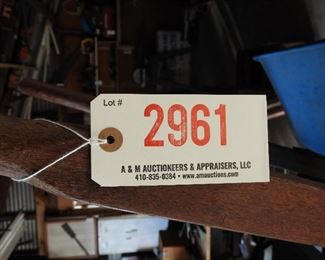 Lot #
2961
A & M AUCTIONEERS & APPRAISERS, LLC
410-835-0384 • www.amauctions.com